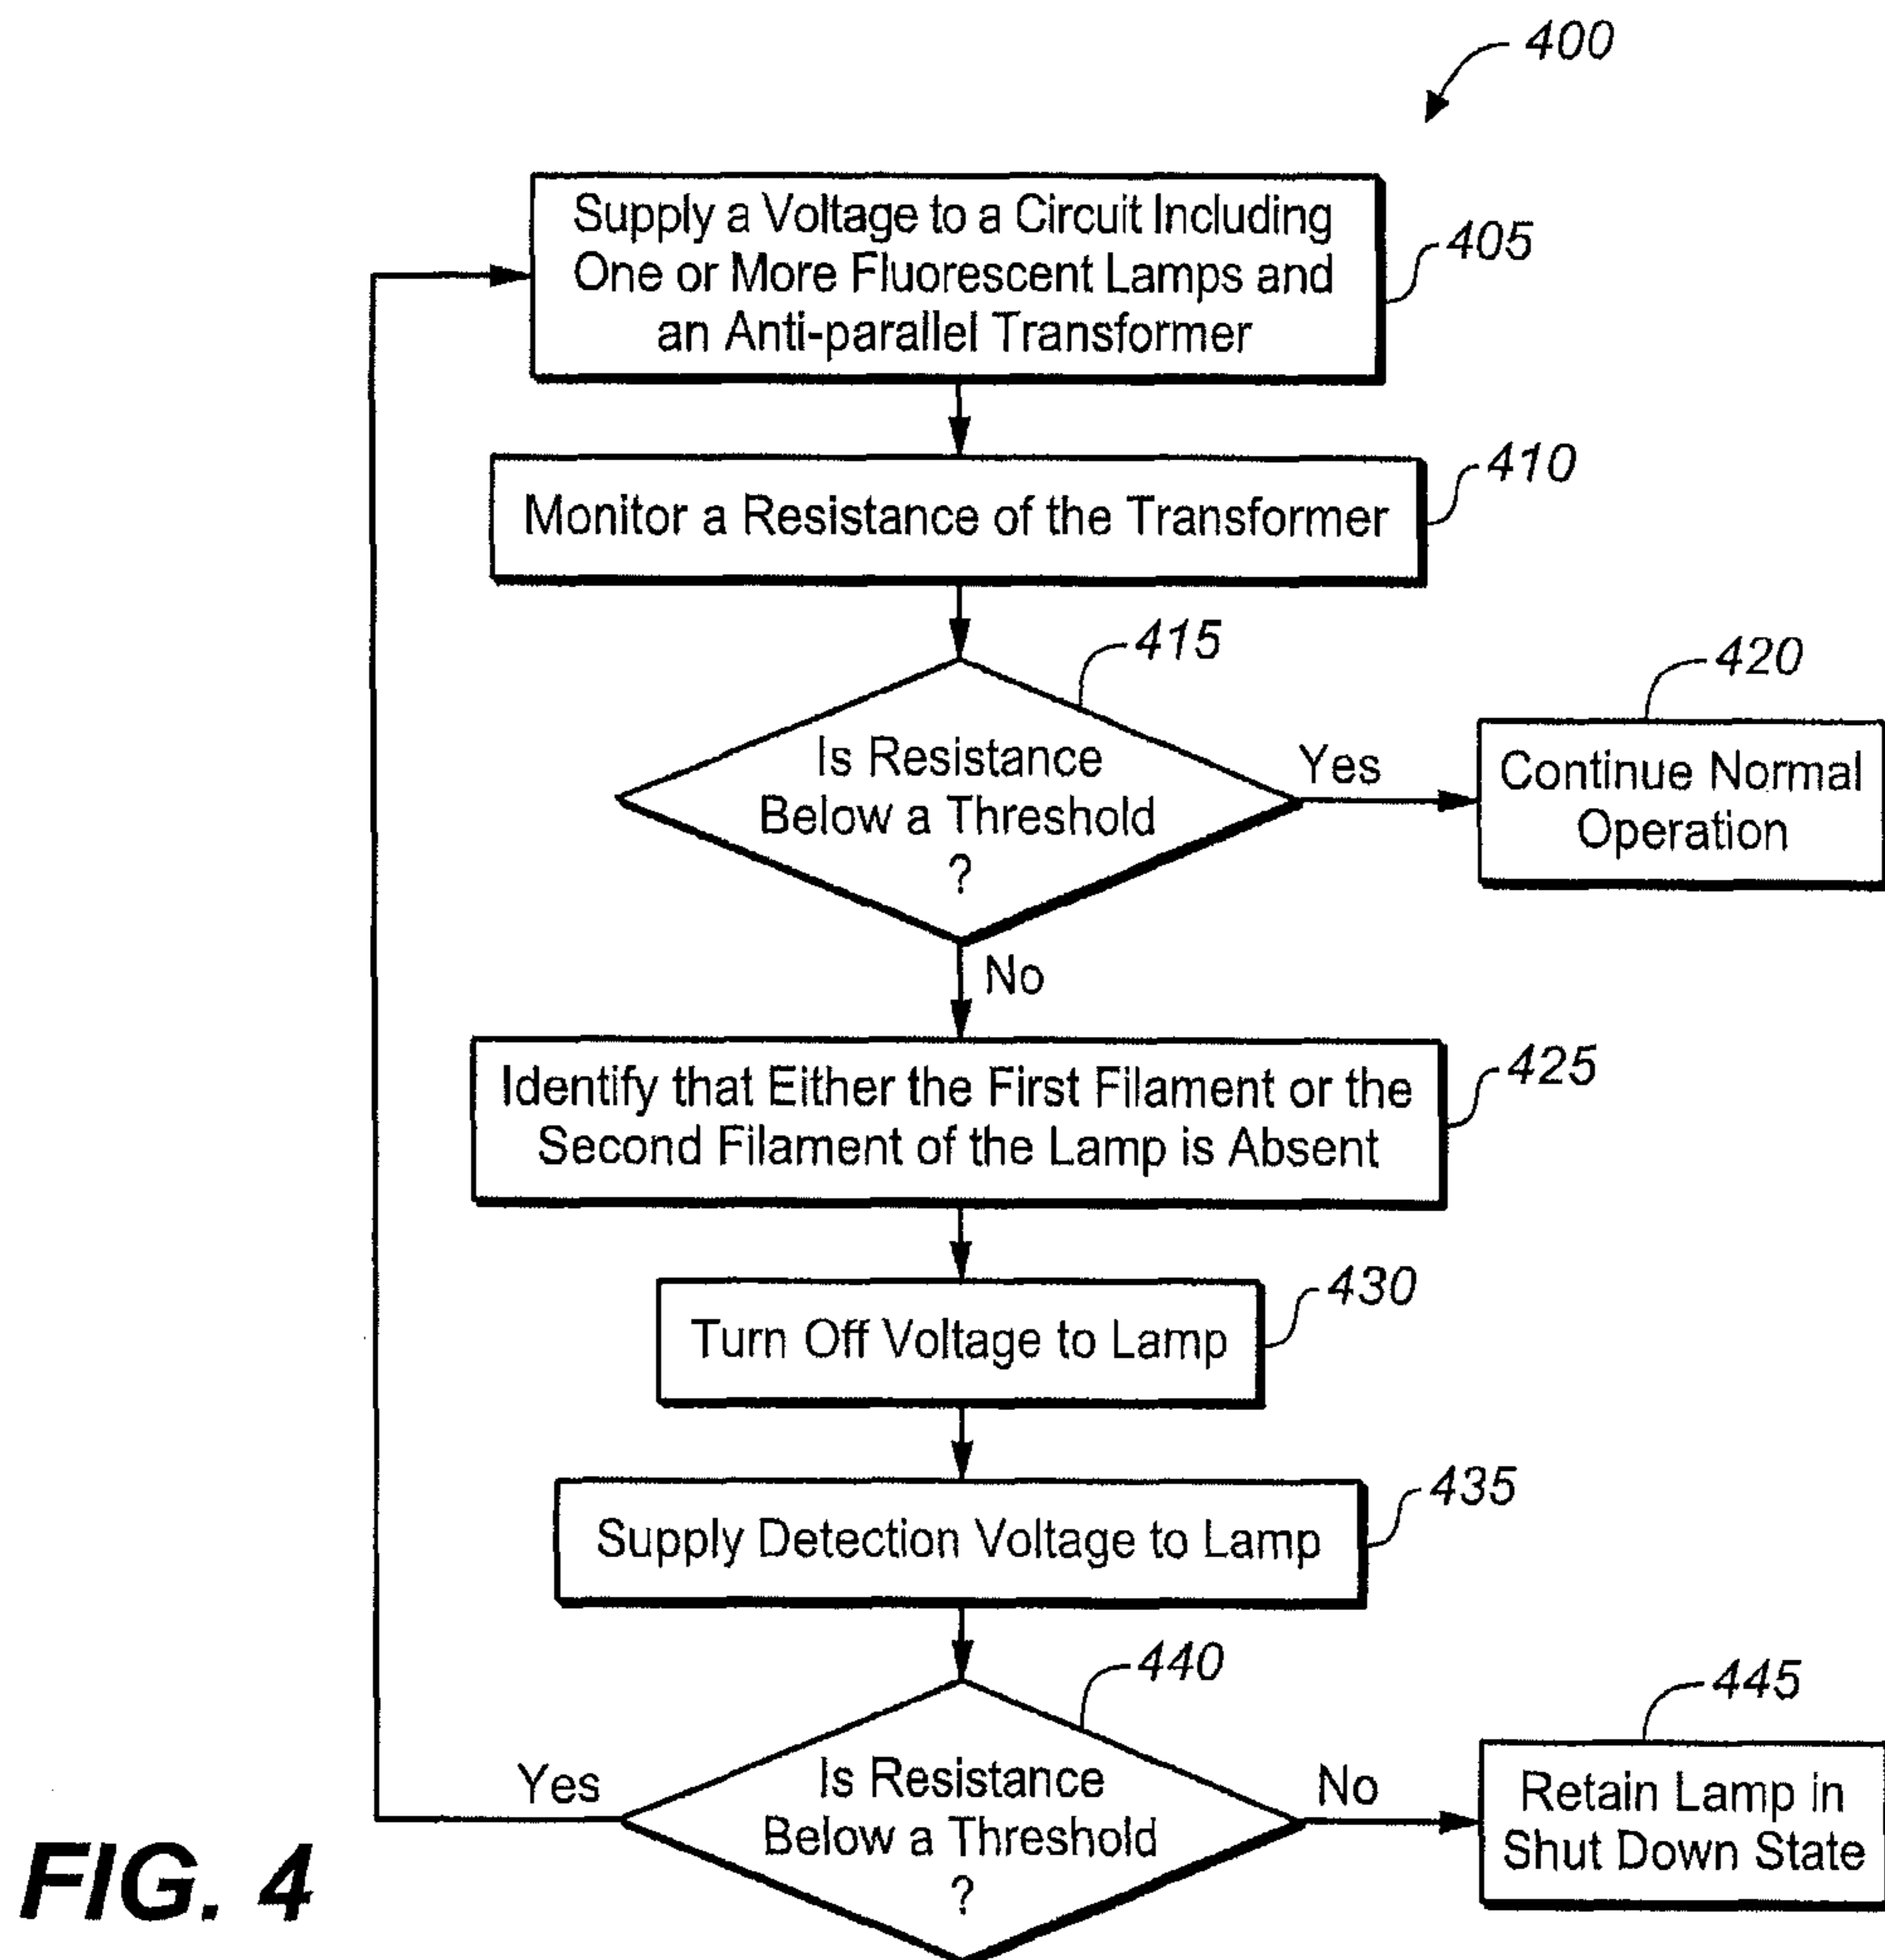 400
Supply a Voltage to a Circuit Including
One or More Fluorescent Lamps and
an Anti-parallel Transformer
405
Monitor a Resistance of the Transformer
410
415
Is Resistance
Below a Threshold
?
Yes
420
Continue Normal
Operation
No
Identify that Either the First Filament or the
Second Filament of the Lamp is Absent
425
Turn Off Voltage to Lamp
430
Supply Detection Voltage to Lamp
435
440
Is Resistance
Below a Threshold
?
Yes
No
445
Retain Lamp in
Shut Down State
FIG. 4